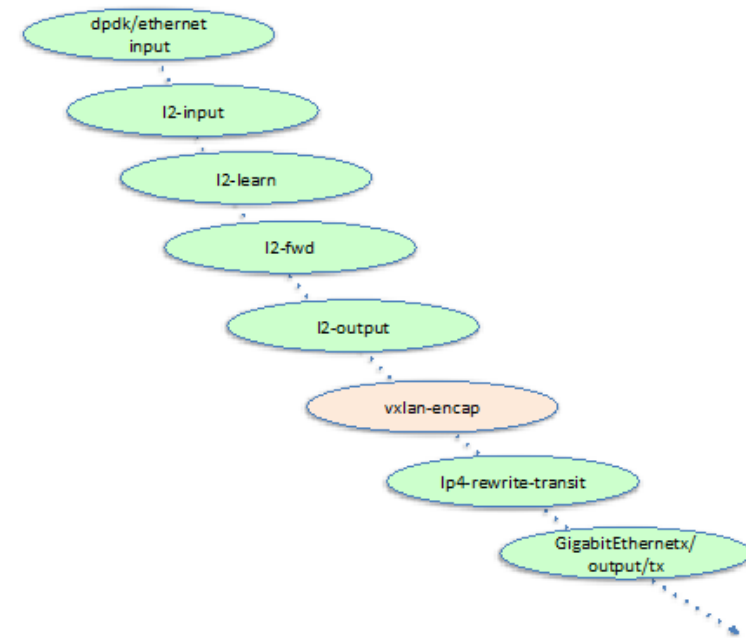 dpdk/ethernet
input
l2-input
l2-learn
l2-fwd
l2-output
vxlan-encap
Ip4-rewrite-transit
GigabitEthernetx/
output/tx